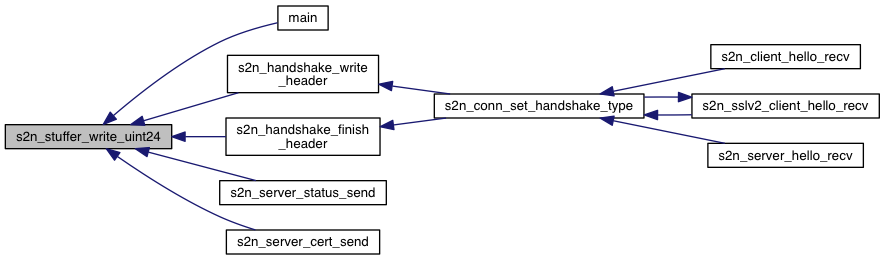 main
s2n_handshake_write
_header
s2n_client_hello_recv
s2n_conn_set_handshake_type
s2n_sslv2_client_hello_recv
s2n_stuffer_write_uint24
s2n_handshake_finish
_header
s2n_server_hello_recv
s2n_server_status_send
s2n_server_cert_send